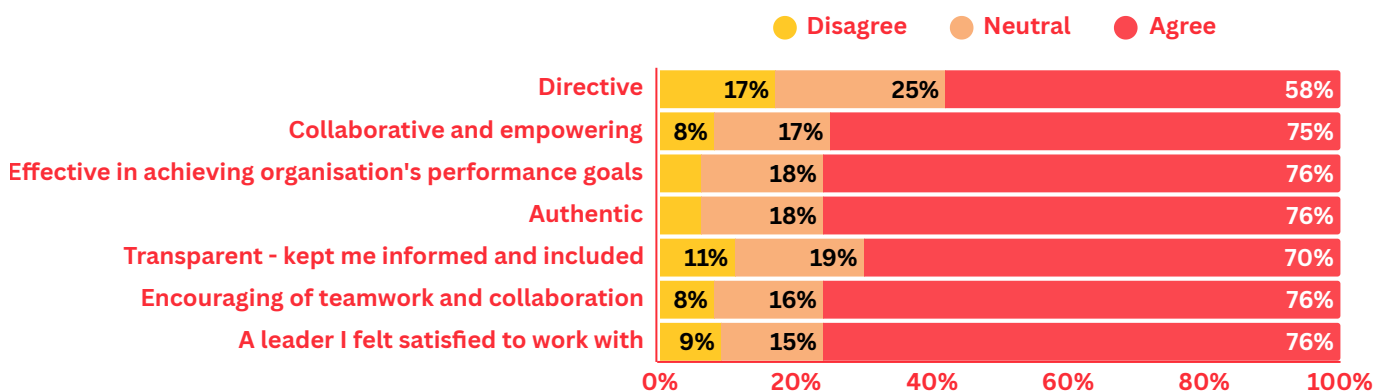 Disagree Neutral Agree
Directive 17% 25% 58%
Collaborative and empowering 8% 17% 75%
Effective in achieving organisation's performance goals 18% 76%
Authentic 18% 76%
Transparent - kept me informed and included 11% 19% 70%
Encouraging of teamwork and collaboration 8% 16% 76%
A leader I felt satisfied to work with 9% 15% 76%
0% 20% 40% 60% 80% 100%